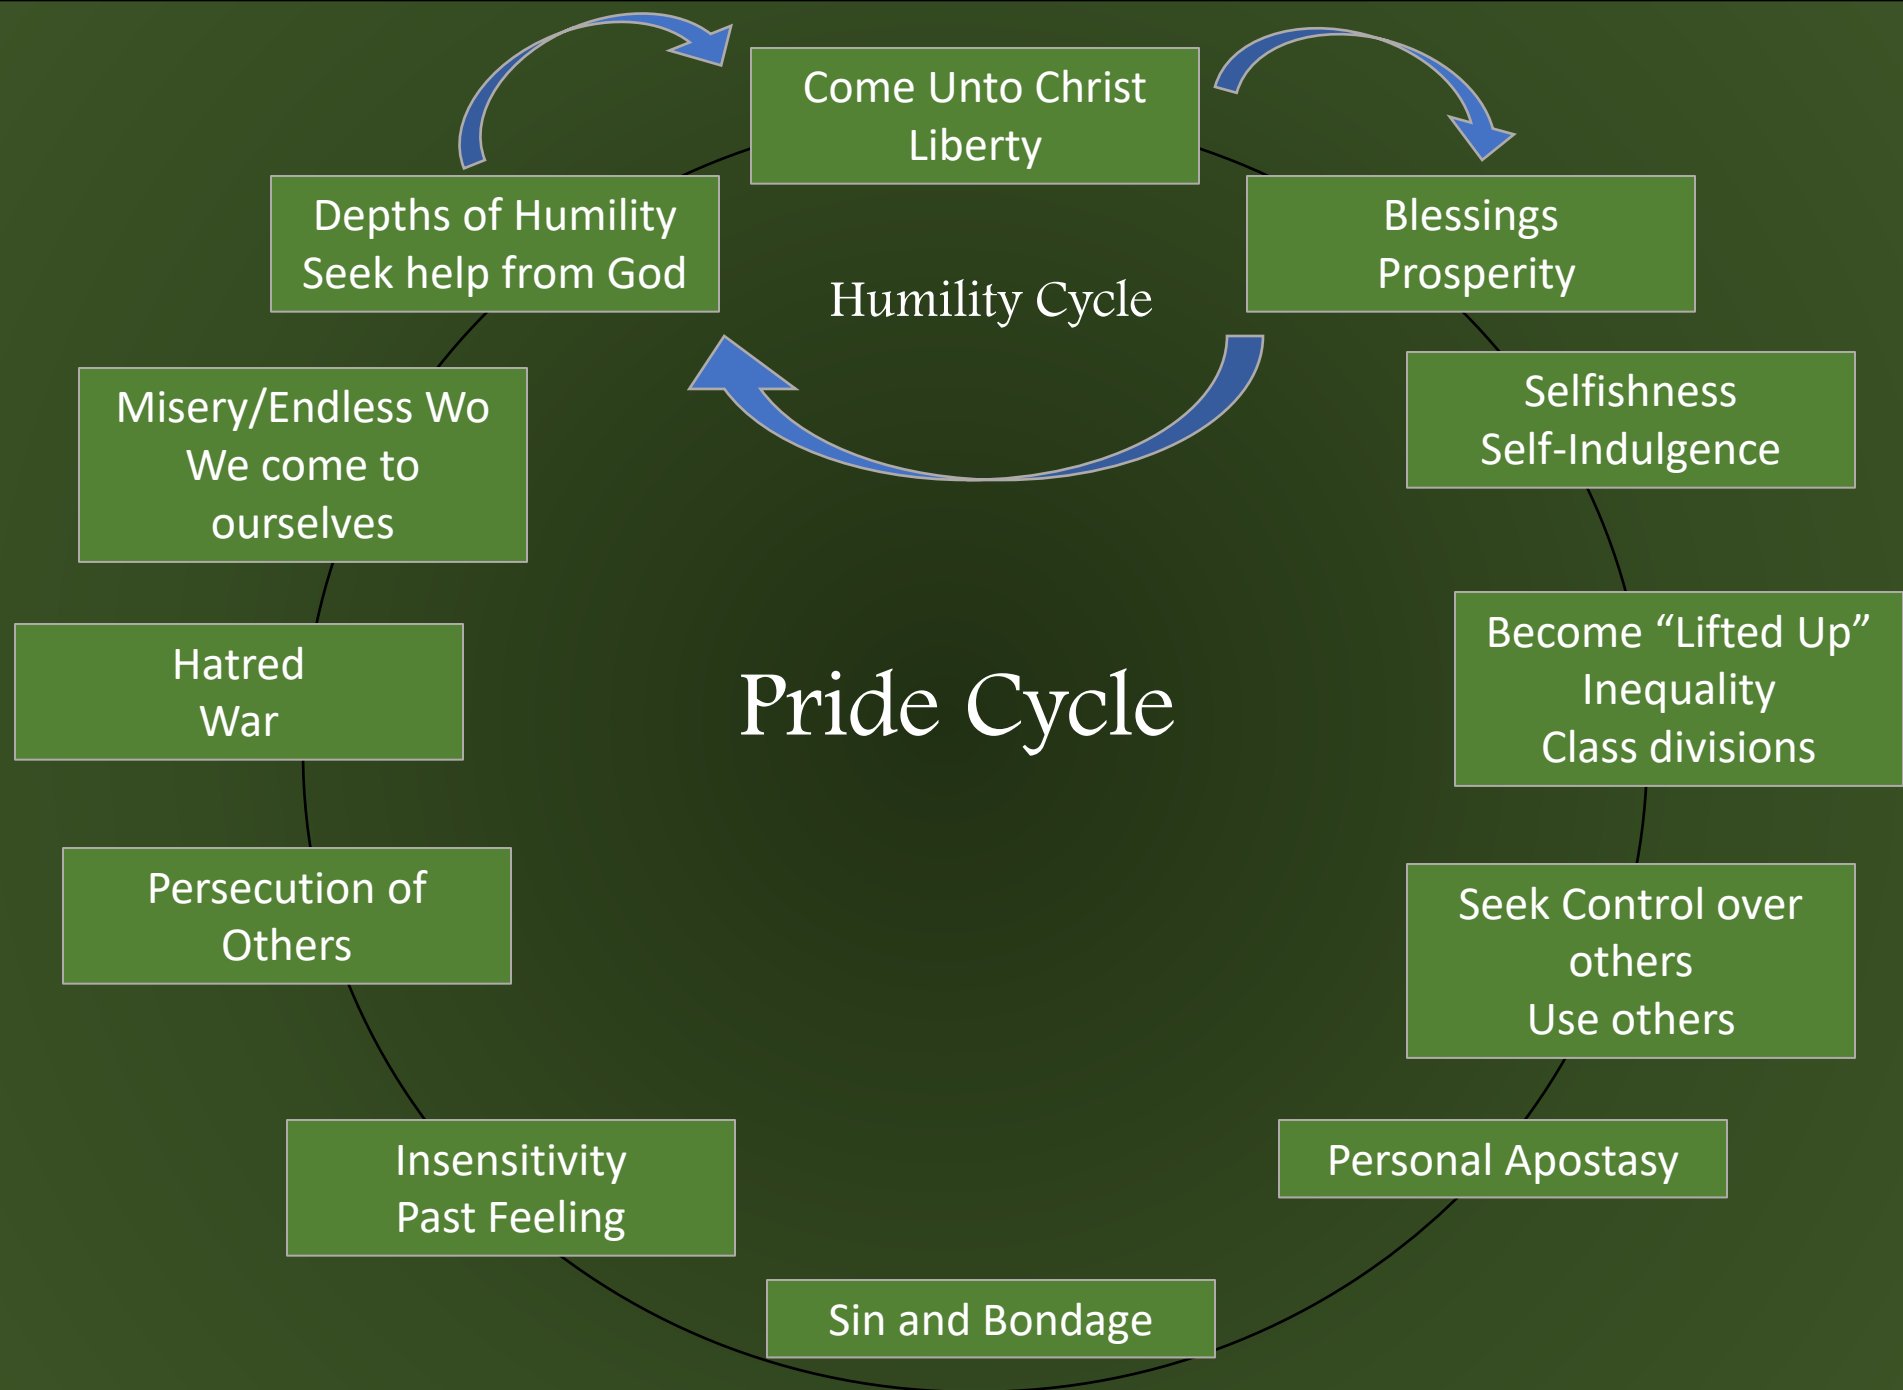 Come Unto Christ
Liberty
Blessings
Prosperity
Selfishness
Self-Indulgence
Become “Lifted Up”
Inequality
Class divisions
Seek Control over
others
Use others
Personal Apostasy
Sin and Bondage
Insensitivity
Past Feeling
Persecution of
Others
Hatred
War
Misery/Endless Wo
We come to
ourselves
Depths of Humility
Seek help from God
Humility Cycle
Pride Cycle